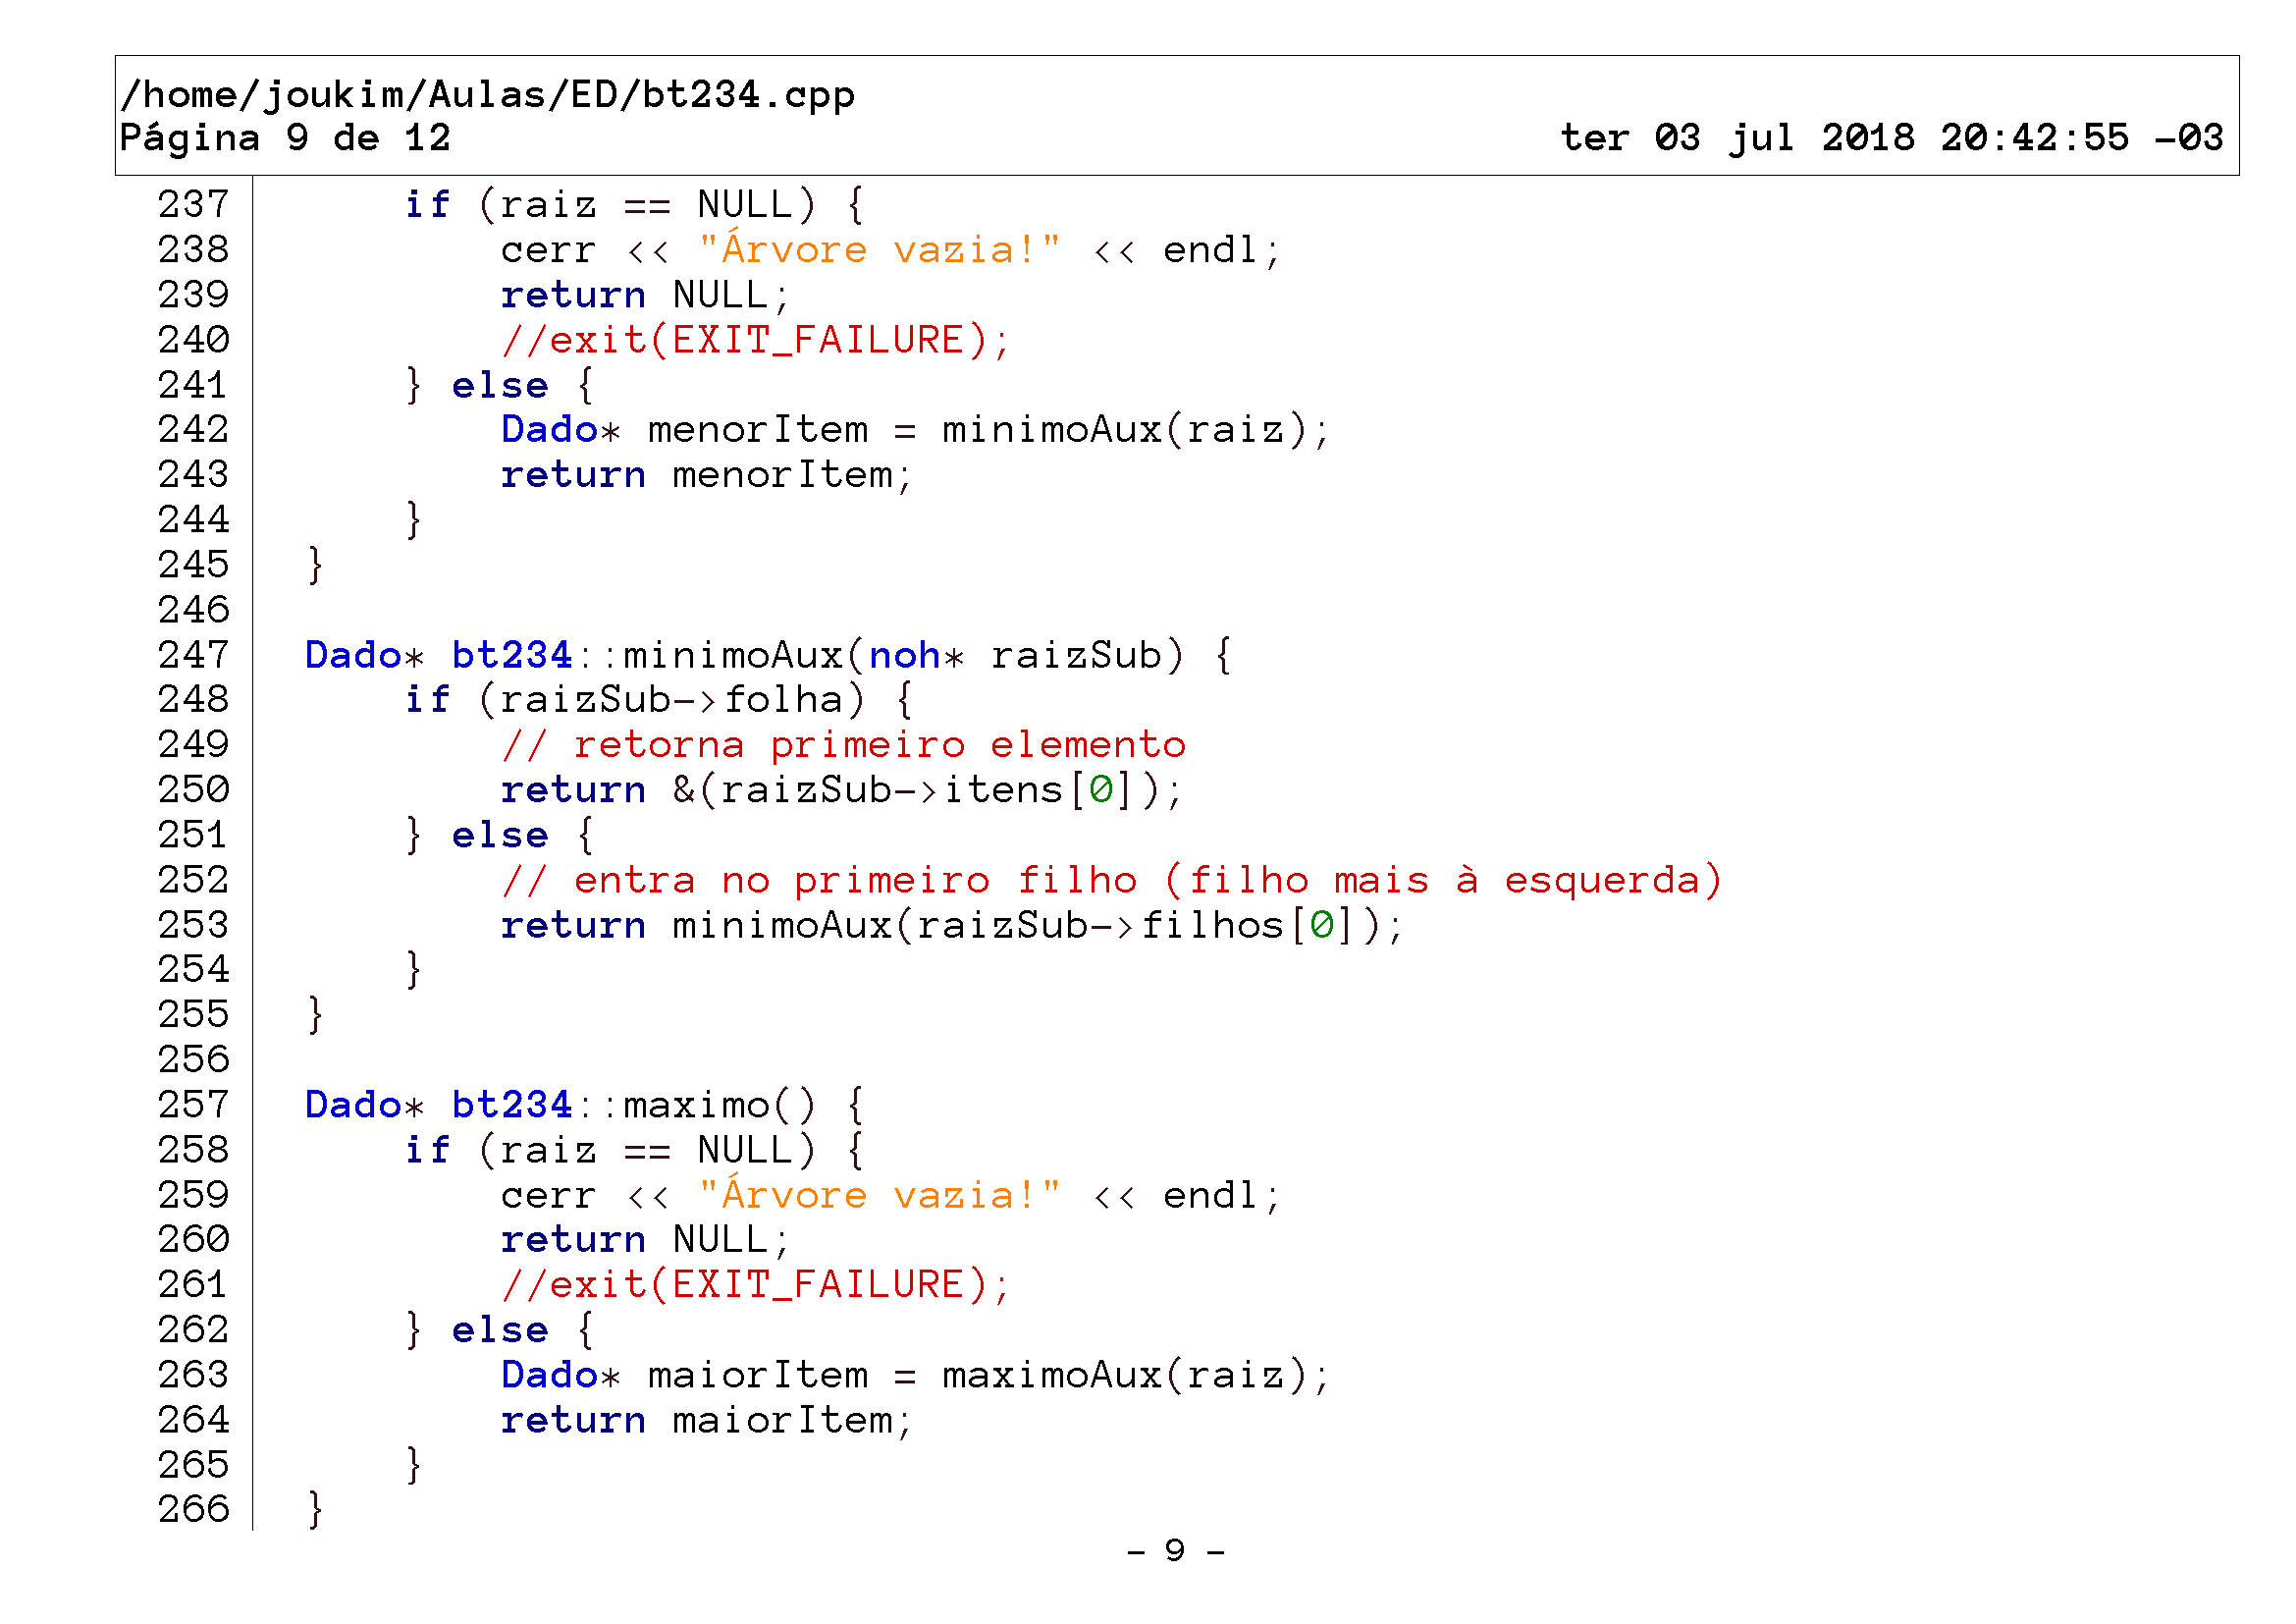 /home/joukim/Aulas/ED/bt234.cpp
Página 9 de 12 ter 03 jul 2018 20:42:55 -03
237 if (raiz == NULL) {
238 cerr << "Árvore vazia!" << endl;
239 return NULL;
240 //exit(EXIT_FAILURE);
241 } else {
242 Dado* menorItem = minimoAux(raiz);
243 return menorItem;
244 }
245 }
246
247 Dado* bt234::minimoAux(noh* raizSub) {
248 if (raizSub->folha) {
249 // retorna primeiro elemento
250 return &(raizSub->itens[0]);
251 } else {
252 // entra no primeiro filho (filho mais à esquerda)
253 return minimoAux(raizSub->filhos[0]);
254 }
255 }
256
257 Dado* bt234::maximo() {
258 if (raiz == NULL) {
259 cerr << "Árvore vazia!" << endl;
260 return NULL;
261 //exit(EXIT_FAILURE);
262 } else {
263 Dado* maiorItem = maximoAux(raiz);
264 return maiorItem;
265 }
266 }
- 9 -